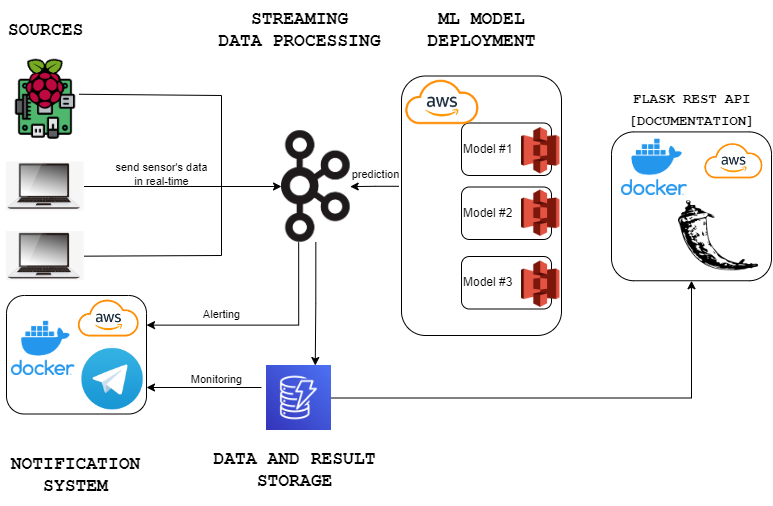 SOURCES
STREAMING
DATA PROCESSING
ML MODEL
DEPLOYMENT
FLASK REST API
[DOCUMENTATION]
aws
Model #1
Model #2
Model #3
docker
aws
send sensor's data
in real-time
prediction
Alerting
Monitoring
aws
docker
NOTIFICATION
SYSTEM
DATA AND RESULT
STORAGE